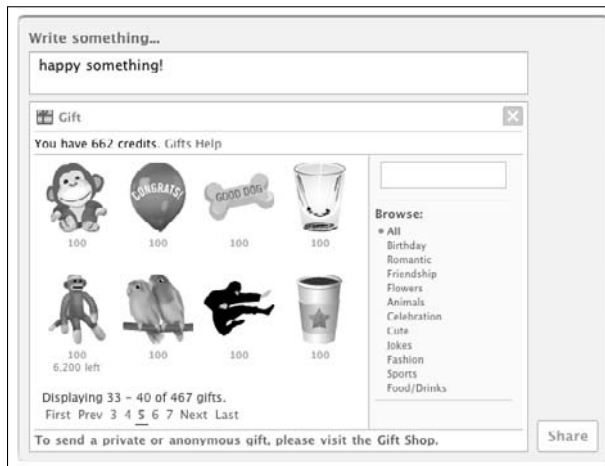 Write something...
happy something!
Gift
You have 662 credits. Gifts Help
CONGRATS!
GOOD DOG
100 100 100 100
100 100 100 100
6,200 left
Displaying 33 – 40 of 467 gifts.
First Prev 3 4 5 6 7 Next Last
Browse:
All
Birthday
Romantic
Friendship
Flowers
Animals
Celebration
Cute
Jokes
Fashion
Sports
Food/Drinks
To send a private or anonymous gift, please visit the Gift Shop.
Share